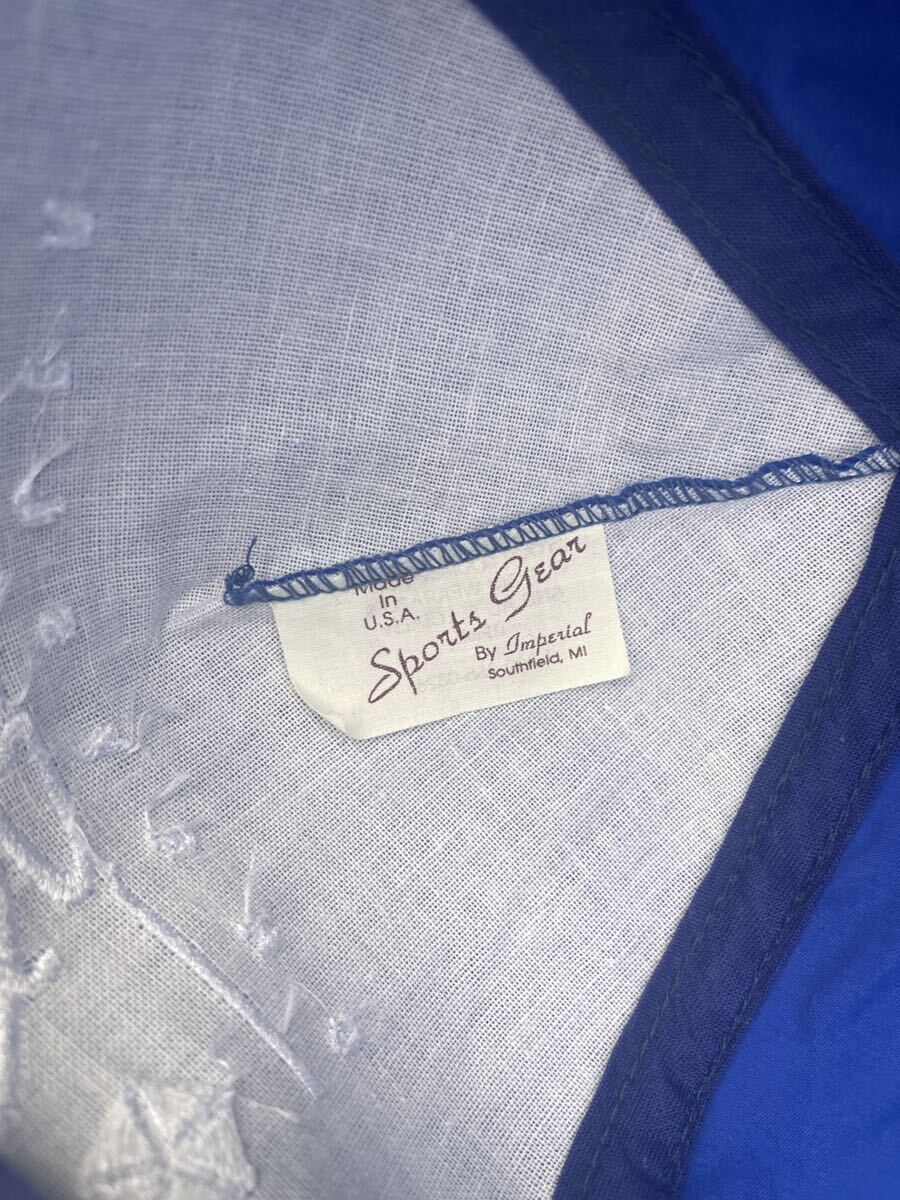 Made
In
U.S.A.
Sports Gear
By Imperial
Southfield, MI